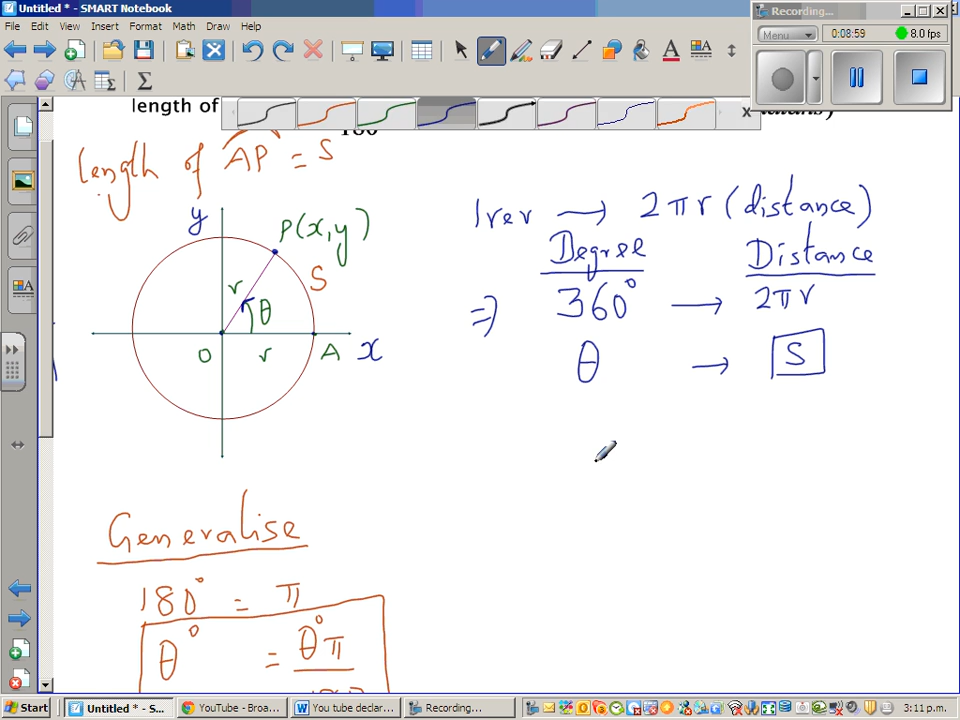 Untitled * - SMART Notebook
File Edit View Insert Format Math Draw Help
Recording...
Menu 0:08:59 8.0 fps
length of
180
length of AP = S
y
P(x,y)
S
r
θ
O
r
A
x
1rev → 2πr (distance)
Degree Distance
⇒ 360° → 2πr
θ → S
Generalise
180° = π
θ° = θ°π
Start
Untitled * - S...
YouTube - Broa...
You tube declar...
Recording...
3:11 p.m.